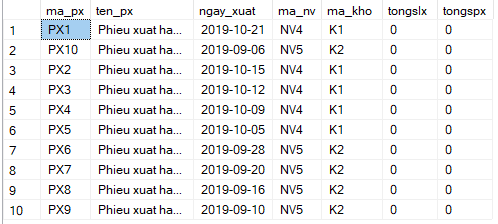 ma_px ten_px ngay_xuat ma_nv ma_kho tongslx tongspx
1 PX1 Phieu xuat ha... 2019-10-21 NV4 K1 0 0
2 PX10 Phieu xuat ha... 2019-09-06 NV5 K2 0 0
3 PX2 Phieu xuat ha... 2019-10-15 NV4 K1 0 0
4 PX3 Phieu xuat ha... 2019-10-12 NV4 K1 0 0
5 PX4 Phieu xuat ha... 2019-10-09 NV4 K1 0 0
6 PX5 Phieu xuat ha... 2019-10-05 NV4 K1 0 0
7 PX6 Phieu xuat ha... 2019-09-28 NV5 K2 0 0
8 PX7 Phieu xuat ha... 2019-09-20 NV5 K2 0 0
9 PX8 Phieu xuat ha... 2019-09-16 NV5 K2 0 0
10 PX9 Phieu xuat ha... 2019-09-10 NV5 K2 0 0